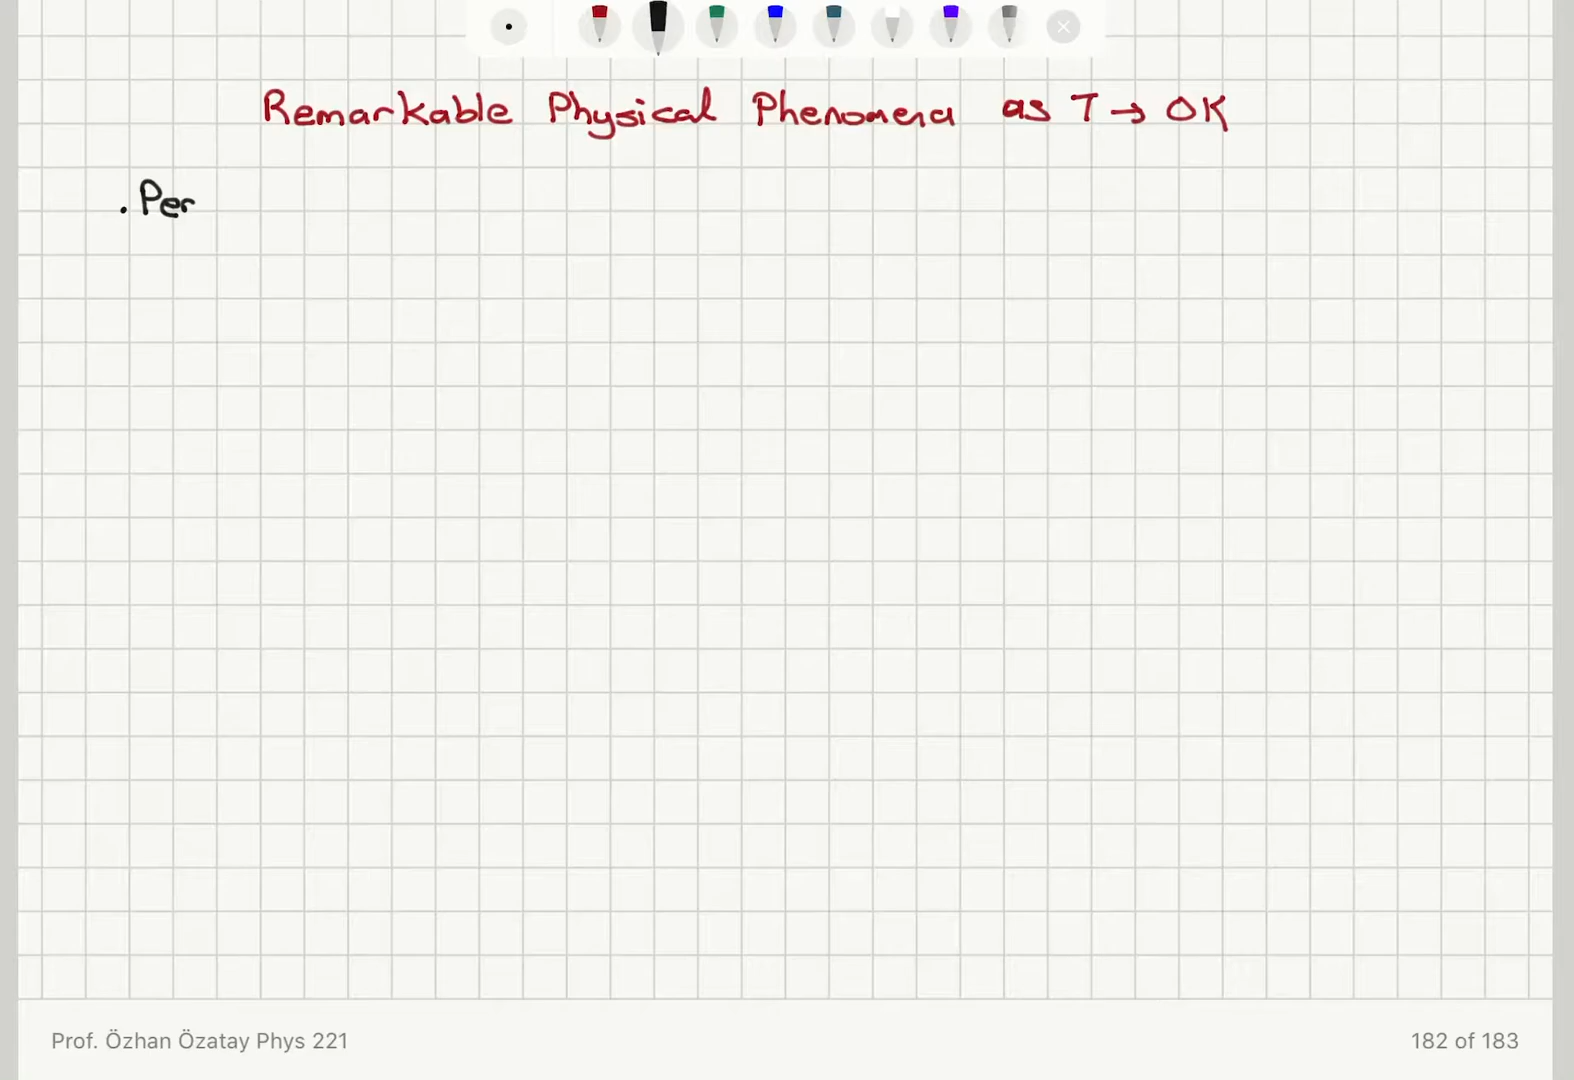 Remarkable Physical Phenomena as T → 0K
. Per
Prof. Özhan Özatay Phys 221
182 of 183